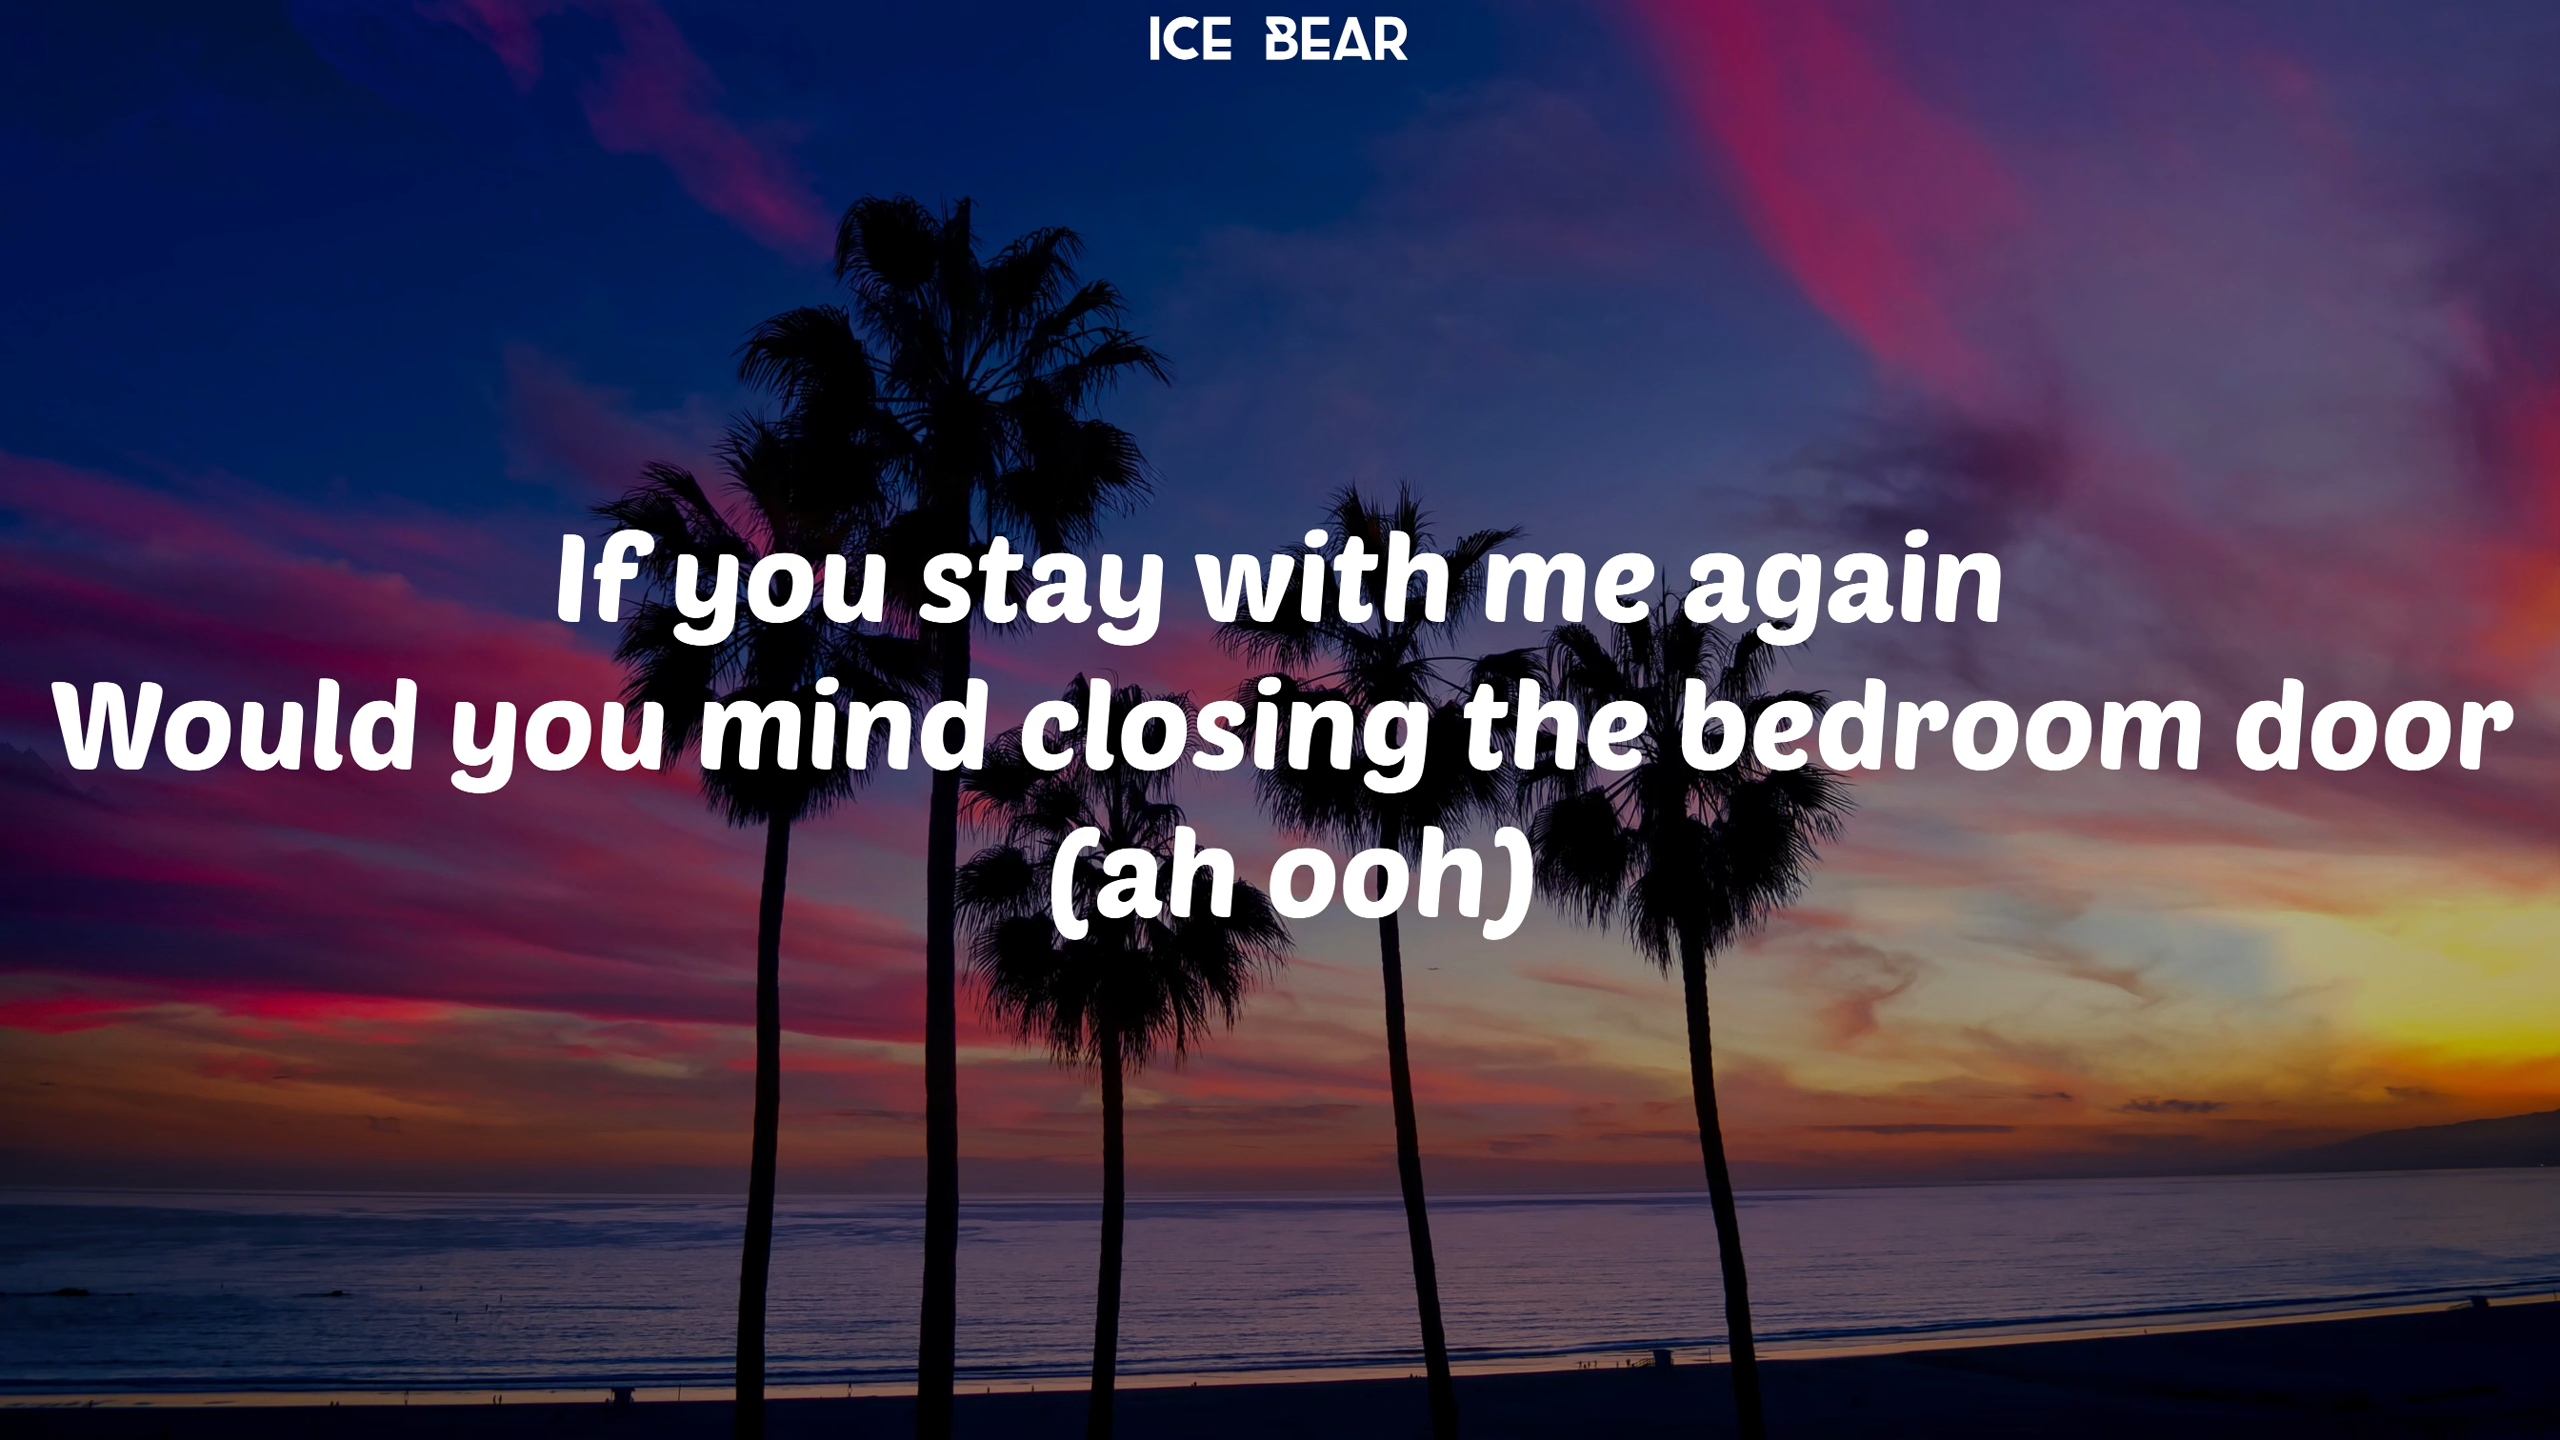 ICE BEAR
If you stay with me again
Would you mind closing the bedroom door
(ah ooh)